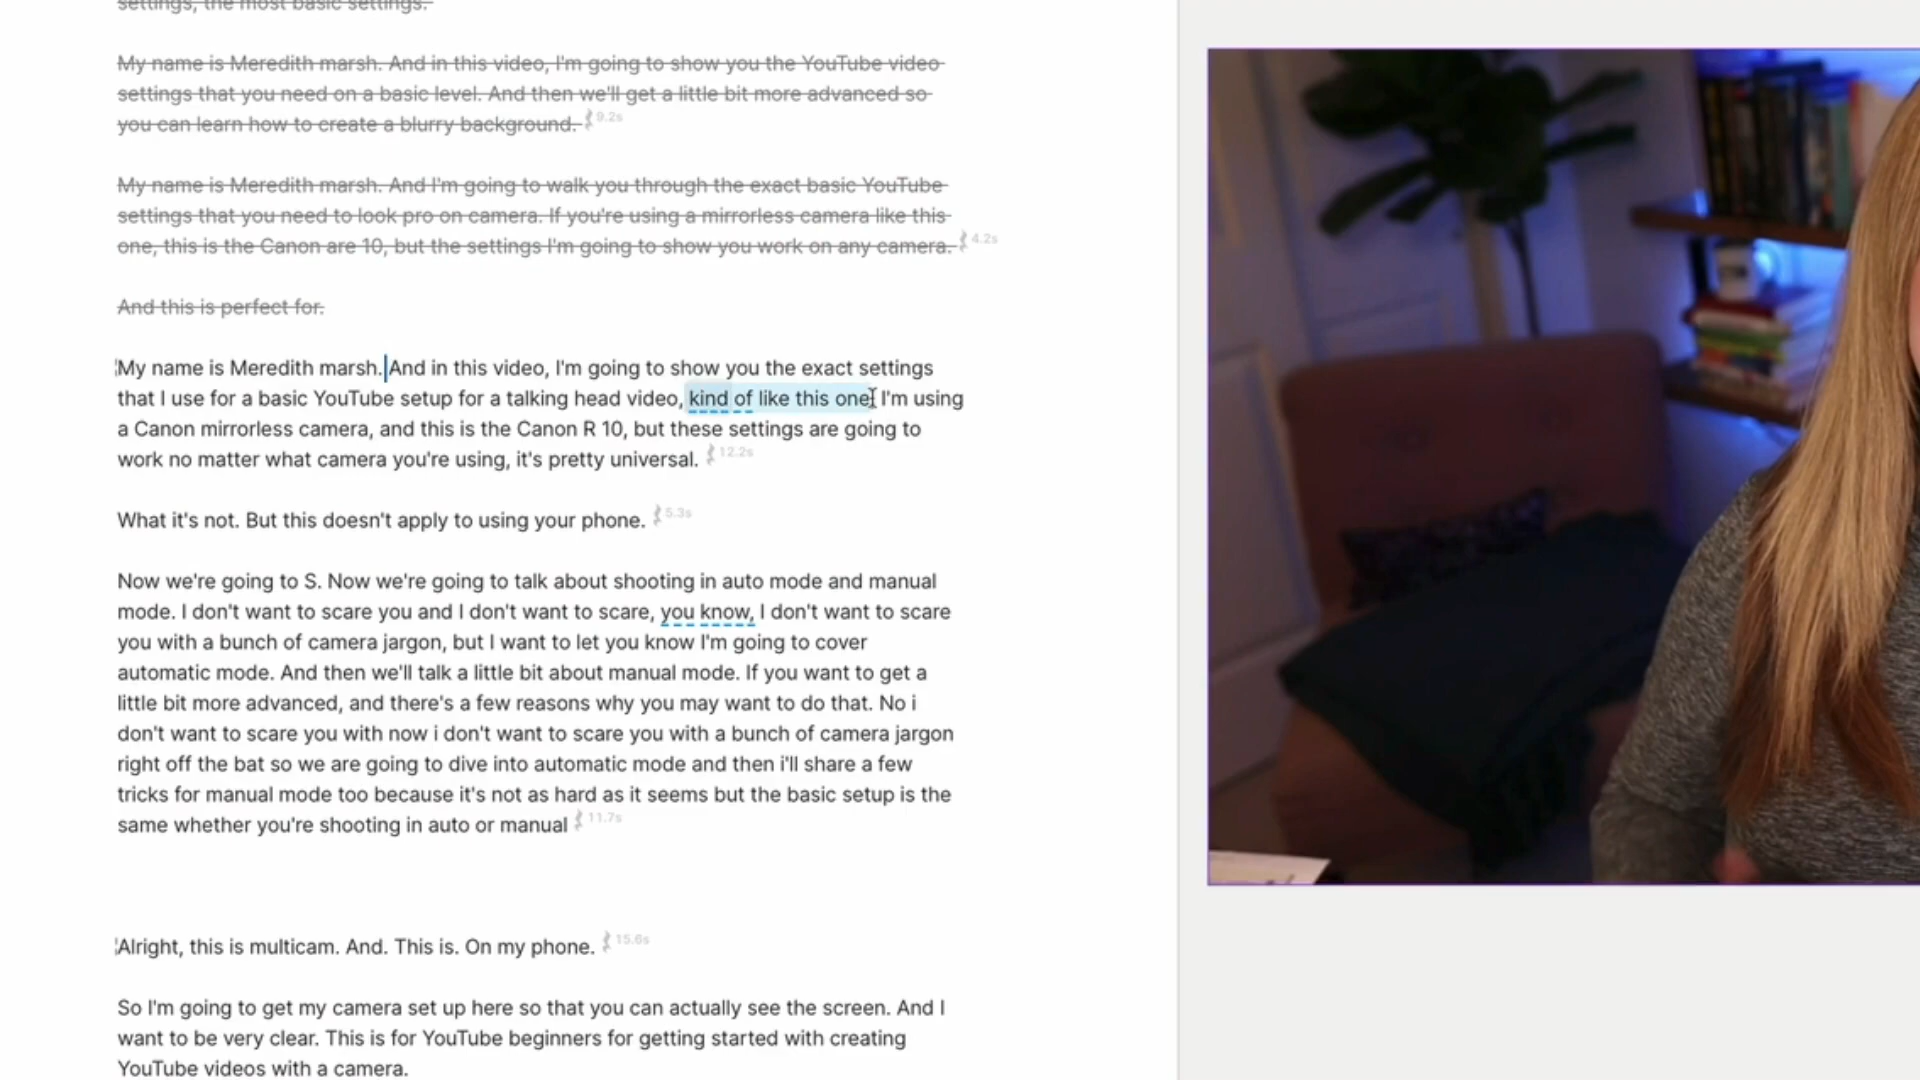 settings, the most basic settings.
My name is Meredith marsh. And in this video, I'm going to show you the YouTube video
settings that you need on a basic level. And then we'll get a little bit more advanced so
you can learn how to create a blurry background. 9.2s
My name is Meredith marsh. And I'm going to walk you through the exact basic YouTube
settings that you need to look pro on camera. If you're using a mirrorless camera like this
one, this is the Canon are 10, but the settings I'm going to show you work on any camera. 4.2s
And this is perfect for.
My name is Meredith marsh. And in this video, I'm going to show you the exact settings
that I use for a basic YouTube setup for a talking head video, kind of like this one I'm using
a Canon mirrorless camera, and this is the Canon R 10, but these settings are going to
work no matter what camera you're using, it's pretty universal. 12.2s
What it's not. But this doesn't apply to using your phone. 5.3s
Now we're going to S. Now we're going to talk about shooting in auto mode and manual
mode. I don't want to scare you and I don't want to scare, you know, I don't want to scare
you with a bunch of camera jargon, but I want to let you know I'm going to cover
automatic mode. And then we'll talk a little bit about manual mode. If you want to get a
little bit more advanced, and there's a few reasons why you may want to do that. No i
don't want to scare you with now i don't want to scare you with a bunch of camera jargon
right off the bat so we are going to dive into automatic mode and then i'll share a few
tricks for manual mode too because it's not as hard as it seems but the basic setup is the
same whether you're shooting in auto or manual 11.7s
Alright, this is multicam. And. This is. On my phone. 15.6s
So I'm going to get my camera set up here so that you can actually see the screen. And I
want to be very clear. This is for YouTube beginners for getting started with creating
YouTube videos with a camera.